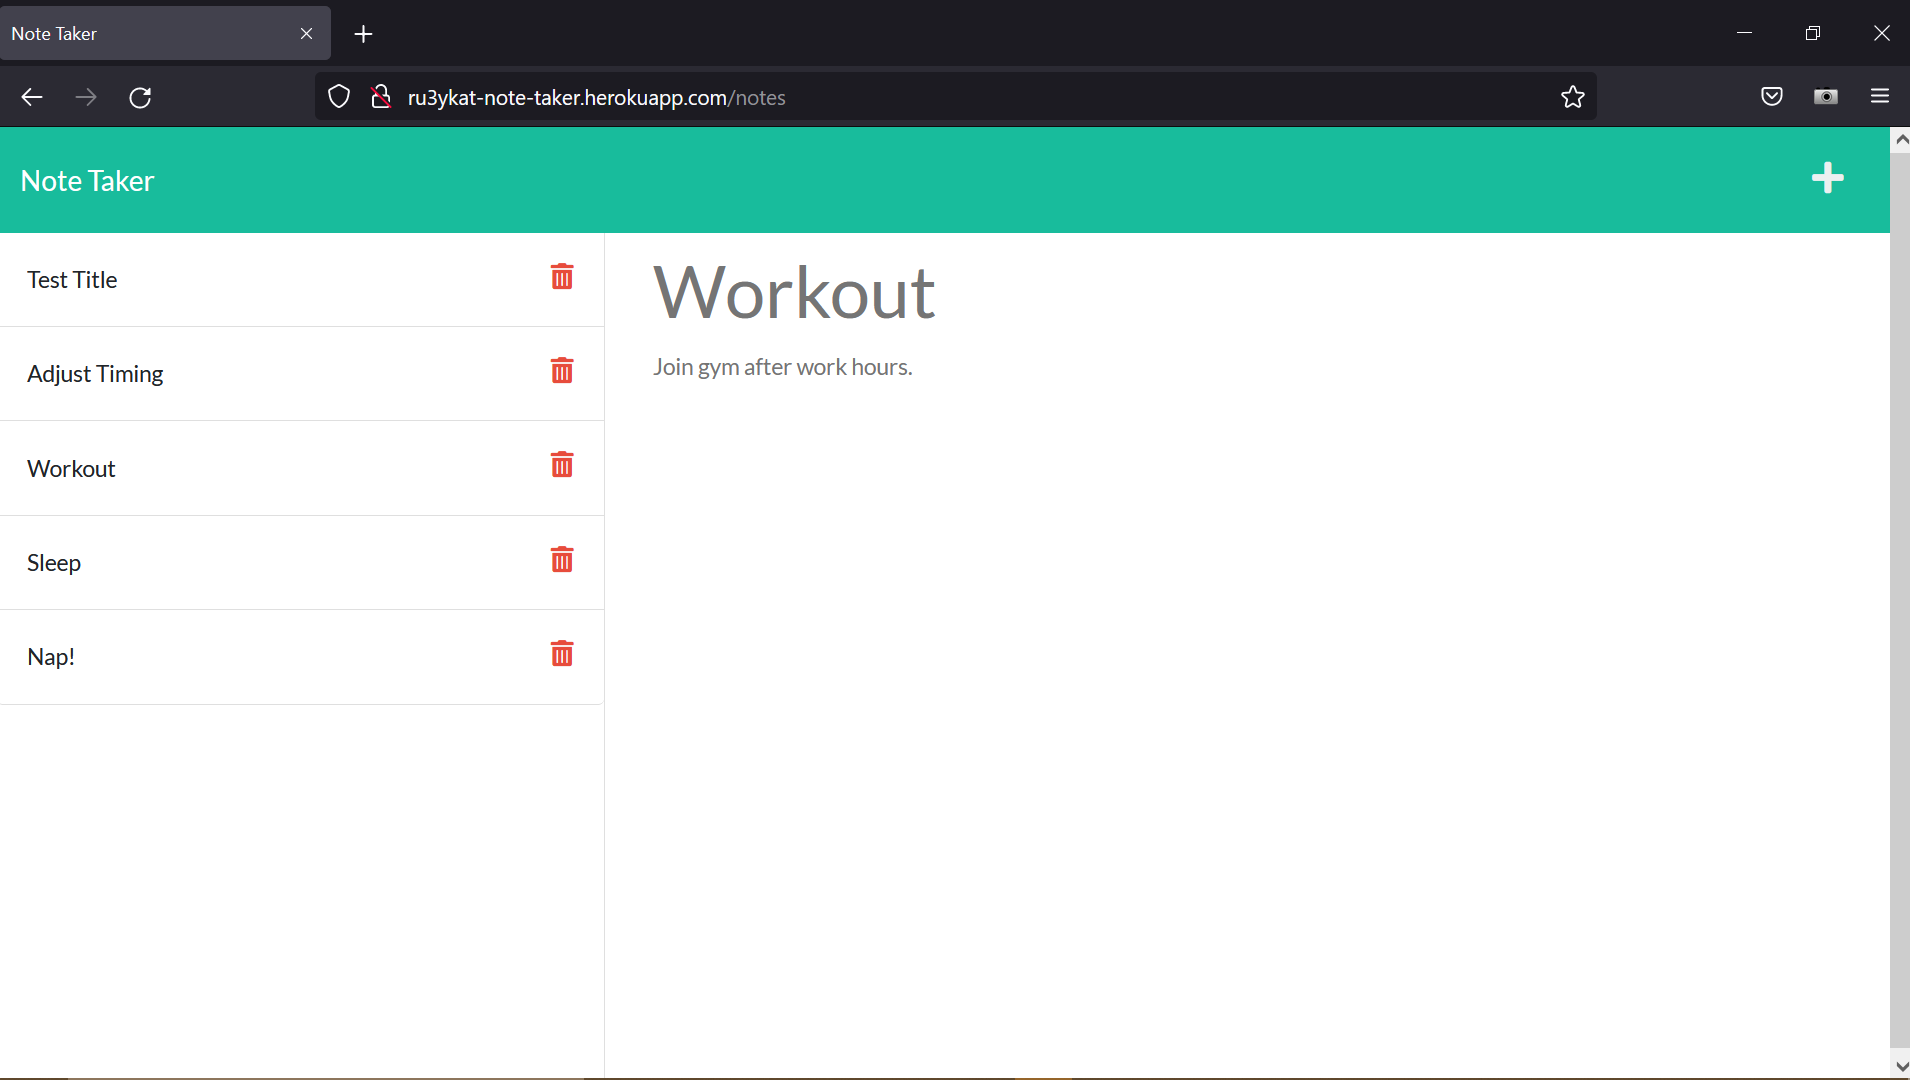 Note Taker
ru3ykat-note-taker.herokuapp.com/notes
Note Taker
Test Title
Adjust Timing
Workout
Sleep
Nap!
Workout
Join gym after work hours.